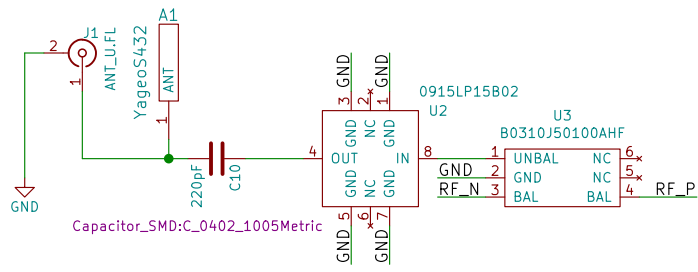 A1
J1
2
1
ANT_U.FL
YageoS432
ANT
1
GND
220pF
C10
Capacitor_SMD:C_0402_1005Metric
GND
GND
3
2
1
0915LP15B02
U2
GND
NC
GND
4
OUT
IN
8
GND
NC
GND
5
6
7
GND
GND
U3
B0310J50100AHF
1
UNBAL
NC
6
GND
2
GND
NC
5
RF_N
3
BAL
BAL
4
RF_P